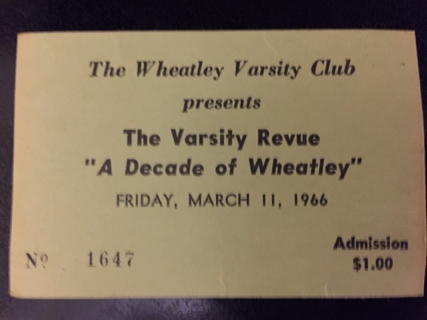 The Wheatley Varsity Club
presents
The Varsity Revue
"A Decade of Wheatley"
FRIDAY, MARCH 11, 1966
Admission
Nº 1647
$1.00